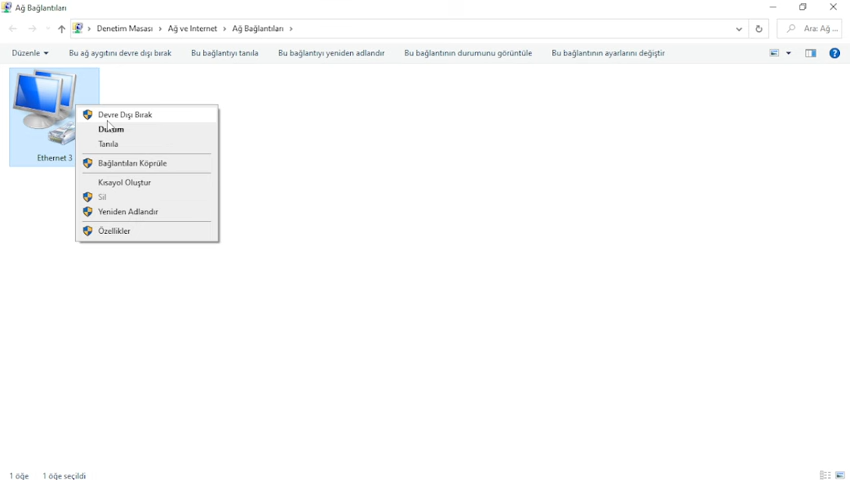 Ağ Bağlantıları
Denetim Masası > Ağ ve Internet > Ağ Bağlantıları >
Ara: Ağ ...
Düzenle
Bu ağ aygıtını devre dışı bırak
Bu bağlantıyı tanıla
Bu bağlantıyı yeniden adlandır
Bu bağlantının durumunu görüntüle
Bu bağlantının ayarlarını değiştir
Ethernet 3
Devre Dışı Bırak
Durum
Tanıla
Bağlantıları Köprüle
Kısayol Oluştur
Sil
Yeniden Adlandır
Özellikler
1 öğe
1 öğe seçildi